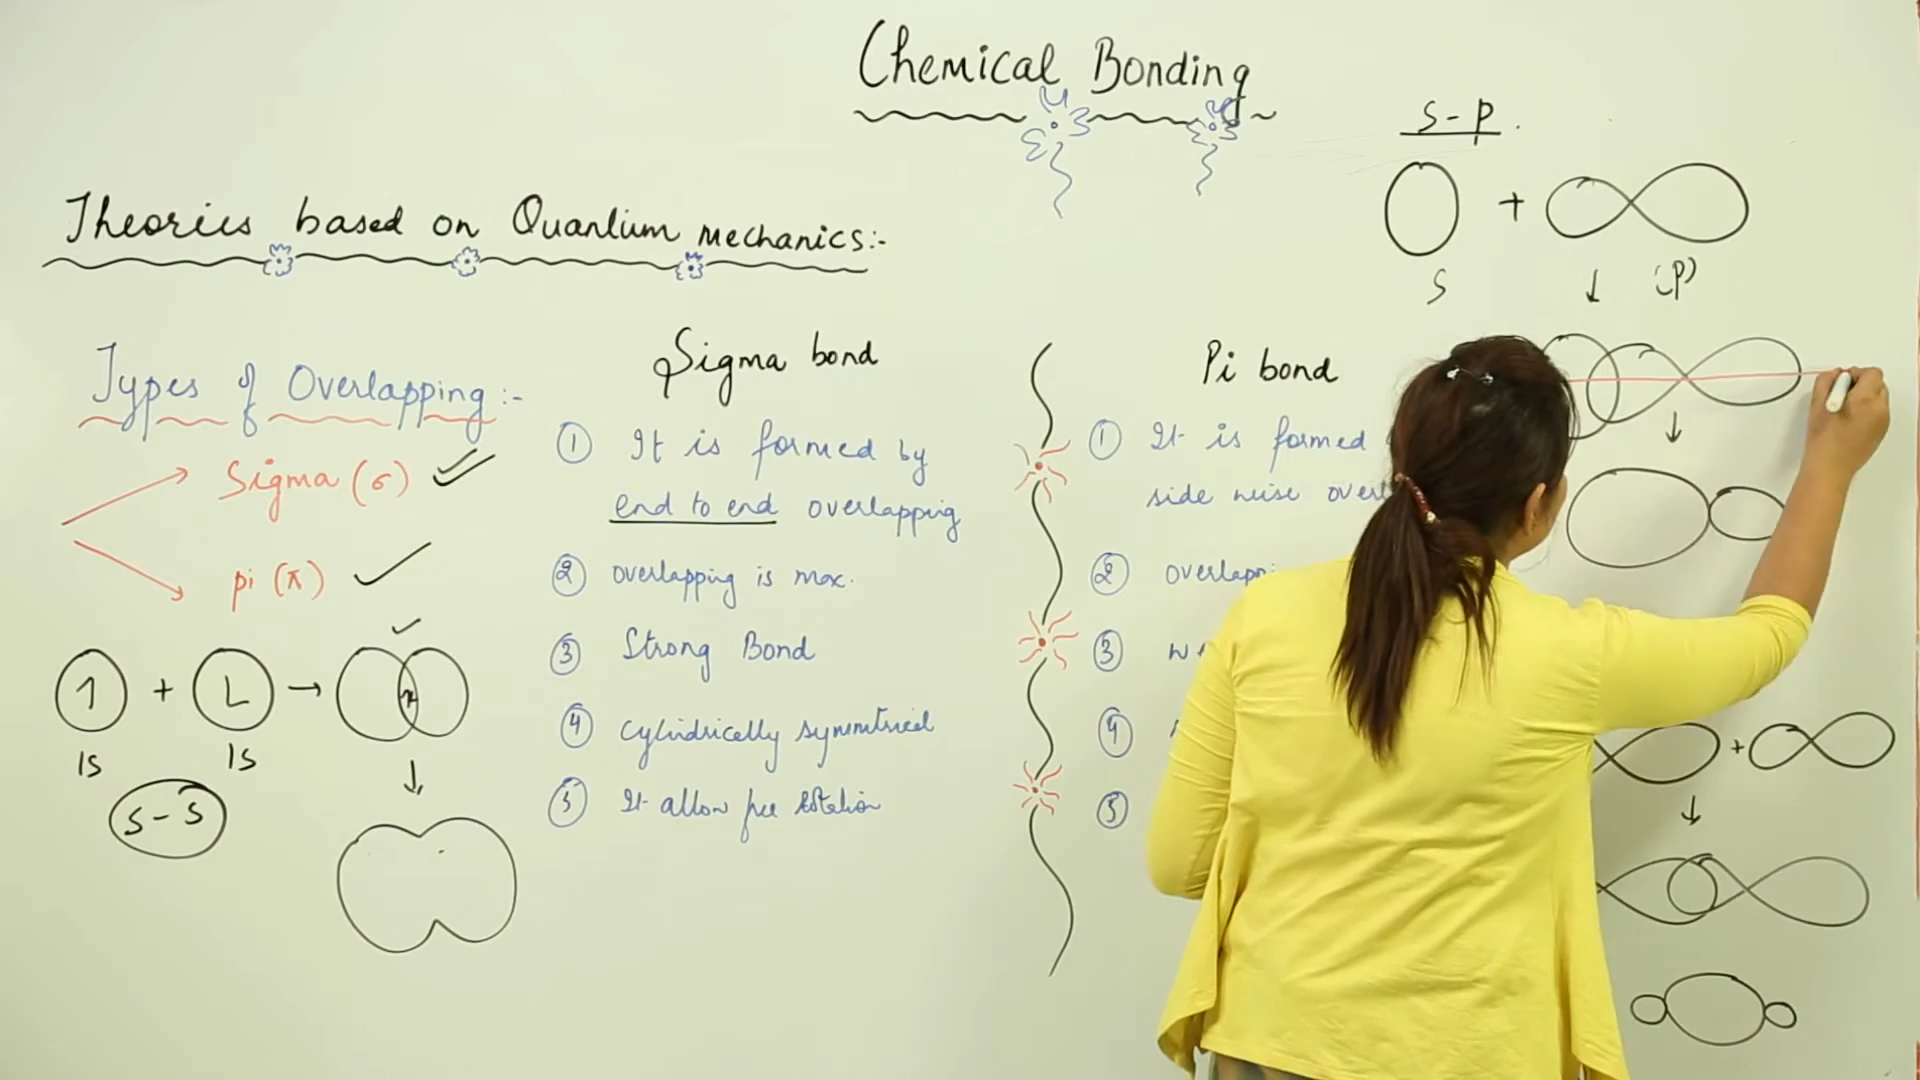 Chemical Bonding
Theories based on Quantum mechanics:-
Types of Overlapping:-
Sigma (σ)
pi (π)
1 + 1 →
1S 1S
S-S
Sigma bond
① It is formed by
end to end overlapping
② overlapping is max.
③ Strong Bond
④ cylindrically symmetrical
⑤ It allow free rotation
Pi bond
① It is formed
side wise
②
③
④
⑤
S-P
+
S (P)
+